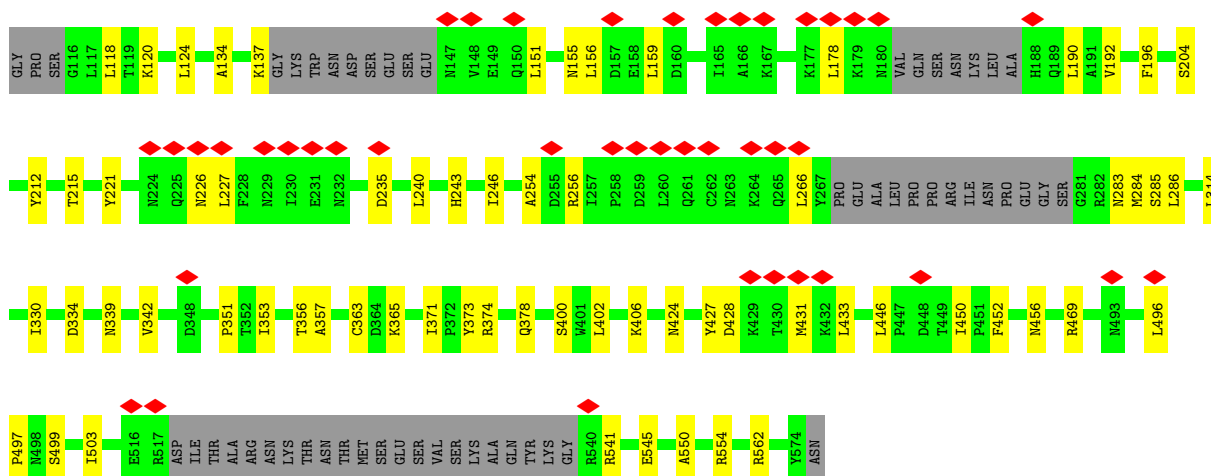 GLY PRO SER G116 L117 L118 T119 K120 L124 A134 K137 GLY LYS TRP ASN ASP SER GLU SER GLU N147 V148 E149 Q150 L151 N155 L156 D157 E158 L159 D160 I165 A166 K167 K177 L178 K179 N180 VAL GLN SER ASN LYS LEU ALA H188 Q189 L190 A191 V192 F196 S204
Y212 T215 Y221 N224 Q225 N226 L227 F228 N229 I230 E231 N232 D235 L240 H243 I246 A254 D255 R256 I257 P258 D259 L260 Q261 C262 N263 K264 Q265 L266 Y267 PRO GLU ALA LEU PRO PRO ARG ILE ASN PRO GLU GLY SER G281 R282 N283 M284 S285 L286 L314
I330 D334 N339 V342 D348 P351 T352 I353 T356 A357 C363 D364 K365 I371 P372 Y373 R374 Q378 S400 W401 L402 K406 N424 Y427 D428 K429 T430 M431 K432 L433 L446 P447 D448 T449 I450 P451 F452 N456 R469 N493 L496
P497 N498 S499 I503 E516 R517 ASP ILE THR ALA ARG ASN LYS THR ASN THR MET SER GLU SER VAL SER LYS ALA GLN TYR LYS GLY R540 R541 E545 A550 R554 R562 Y574 ASN